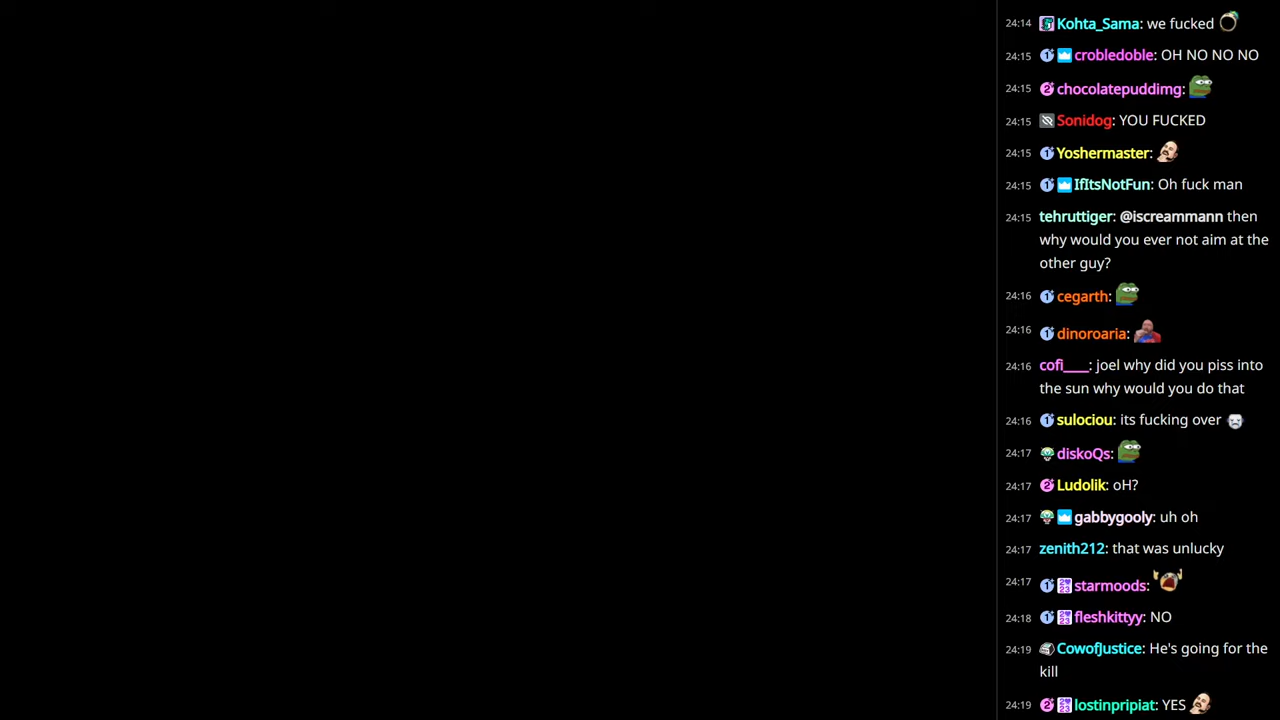 24:14 Kohta_Sama: we fucked
24:15 crobledoble: OH NO NO NO
24:15 chocolatepuddimg:
24:15 Sonidog: YOU FUCKED
24:15 Yoshermaster:
24:15 IfItsNotFun: Oh fuck man
24:15 tehruttiger: @iscreammann then
why would you ever not aim at the
other guy?
24:16 cegarth:
24:16 dinoroaria:
24:16 cofi____: joel why did you piss into
the sun why would you do that
24:16 sulociou: its fucking over
24:17 diskoQs:
24:17 Ludolik: oH?
24:17 gabbygooly: uh oh
24:17 zenith212: that was unlucky
24:17 starmoods:
24:18 fleshkittyy: NO
24:19 CowofJustice: He's going for the
kill
24:19 lostinpripiat: YES